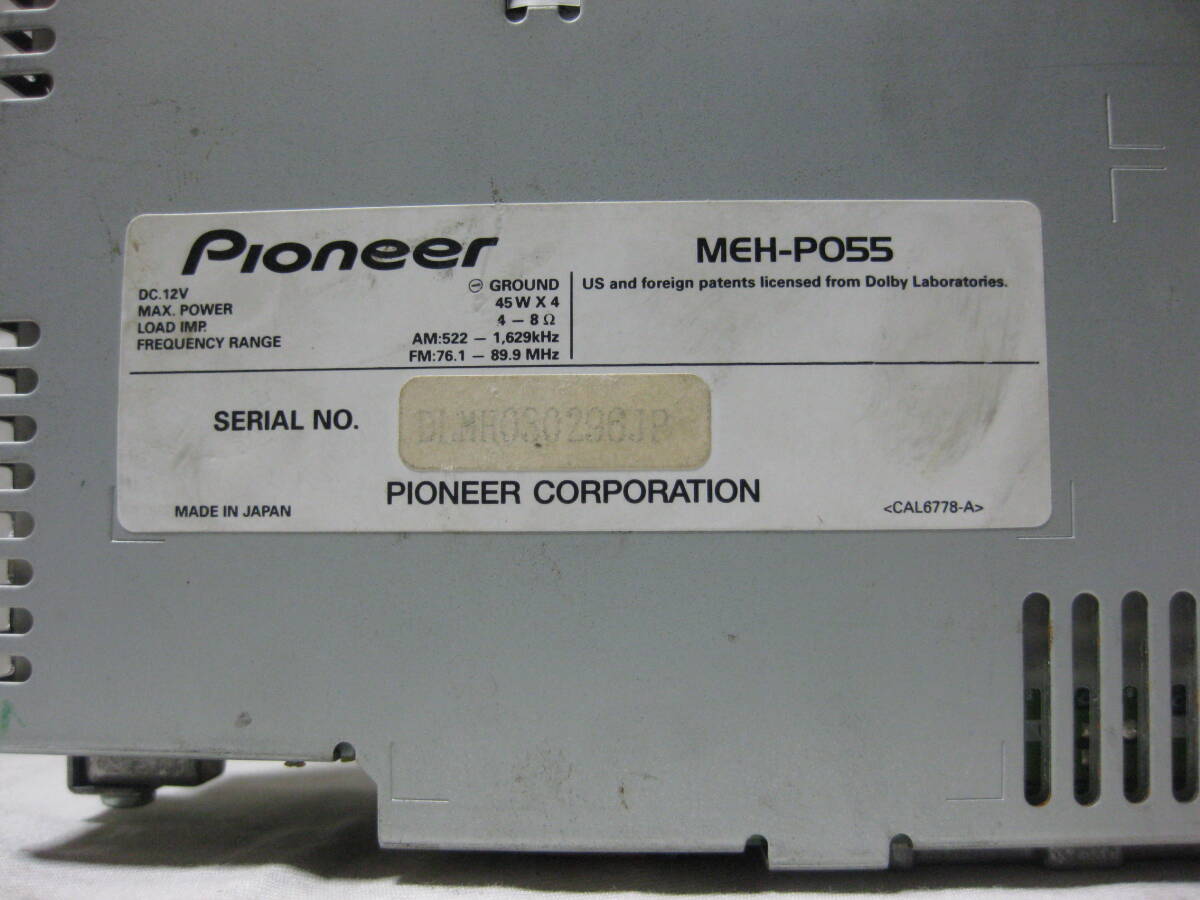 Pioneer
MEH-P055
DC.12V ⊖ GROUND
MAX. POWER 45 W X 4
LOAD IMP. 4 – 8 Ω
FREQUENCY RANGE AM:522 – 1,629kHz
FM:76.1 – 89.9 MHz
US and foreign patents licensed from Dolby Laboratories.
SERIAL NO.
PIONEER CORPORATION
MADE IN JAPAN
<CAL6778-A>